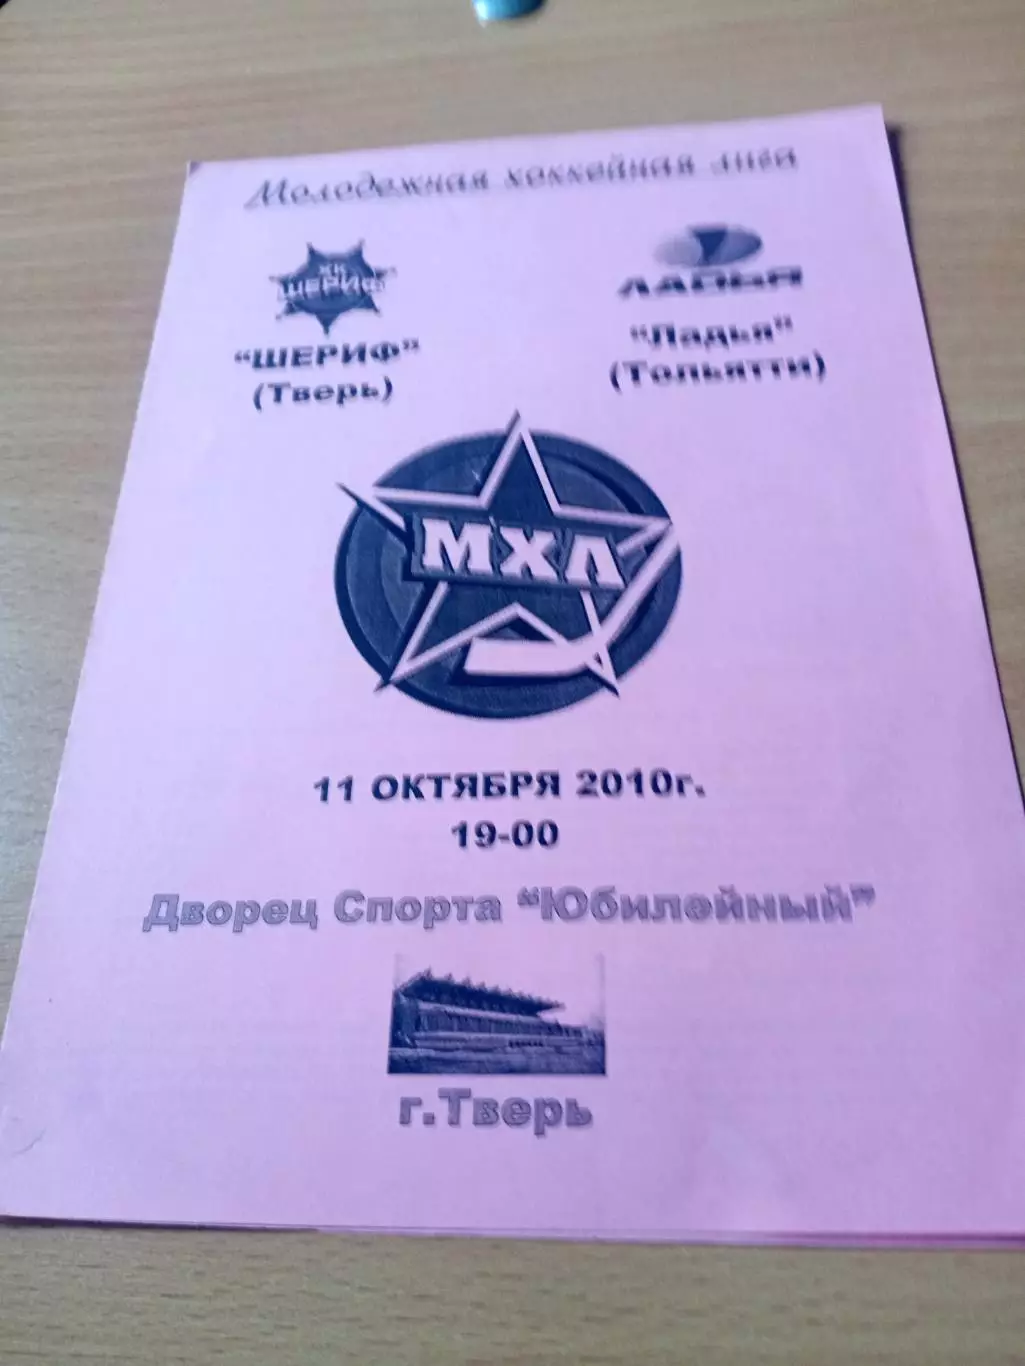 Молодежная хоккейная лига
ХК
ШЕРИФ
ЛАДЬЯ
"ШЕРИФ"
(Тверь)
"Ладья"
(Тольятти)
МХЛ
11 ОКТЯБРЯ 2010г.
19-00
Дворец Спорта "Юбилейный"
г.Тверь